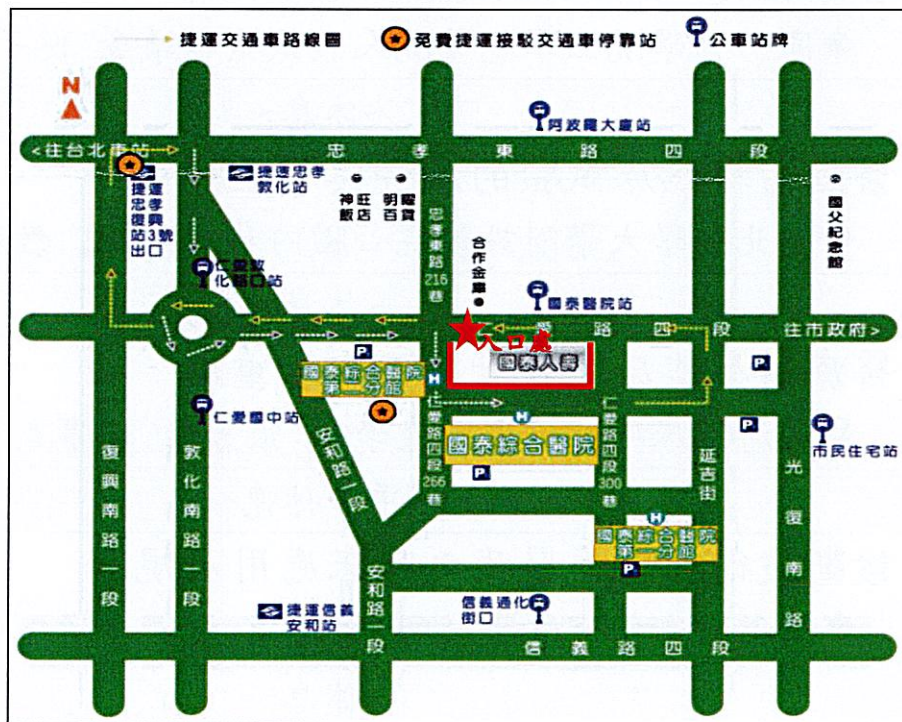 捷運交通車路線圖
免費捷運接駁交通車停靠站
公車站牌
N
阿波羅大廈站
<往台北車站
忠孝東路四段
捷運
忠孝
復興
站3號
出口
捷運忠孝
敦化站
神旺
飯店
明曜
百貨
忠孝東路216巷
合作金庫
國父紀念館
仁愛敦
化路口站
國泰醫院站
愛路四段
往市政府>
入口處
國泰人壽
P
國泰綜合醫院
第二分館
H
P
仁愛國中站
仁愛路四段266巷
H
國泰綜合醫院
P
仁愛路四段300巷
延吉街
P
市民住宅站
復興南路一段
敦化南路一段
安和路一段
光復南路
H
國泰綜合醫院
第一分館
P
捷運信義
安和站
安和路一段
信義通化
街口
信義路四段